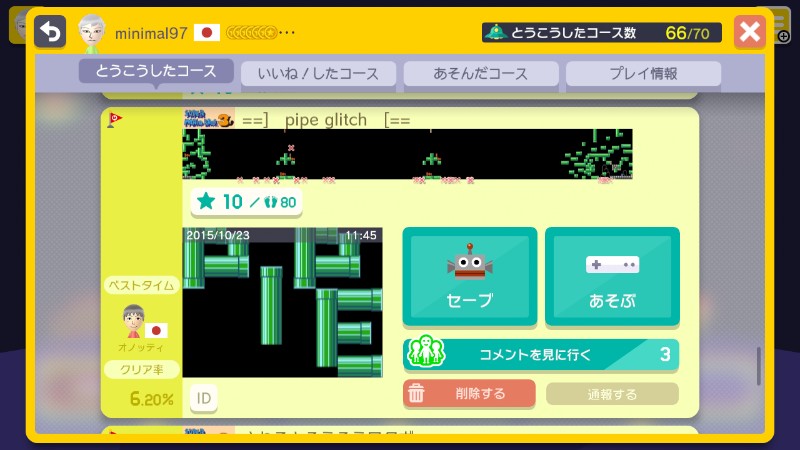 minimal97
とうこうしたコース数 66/70
とうこうしたコース
いいね！したコース
あそんだコース
プレイ情報
==] pipe glitch [==
10 / 80
2015/10/23 11:45
ベストタイム
オノッティ
クリア率
6.20%
ID
セーブ
あそぶ
コメントを見に行く 3
削除する
通報する